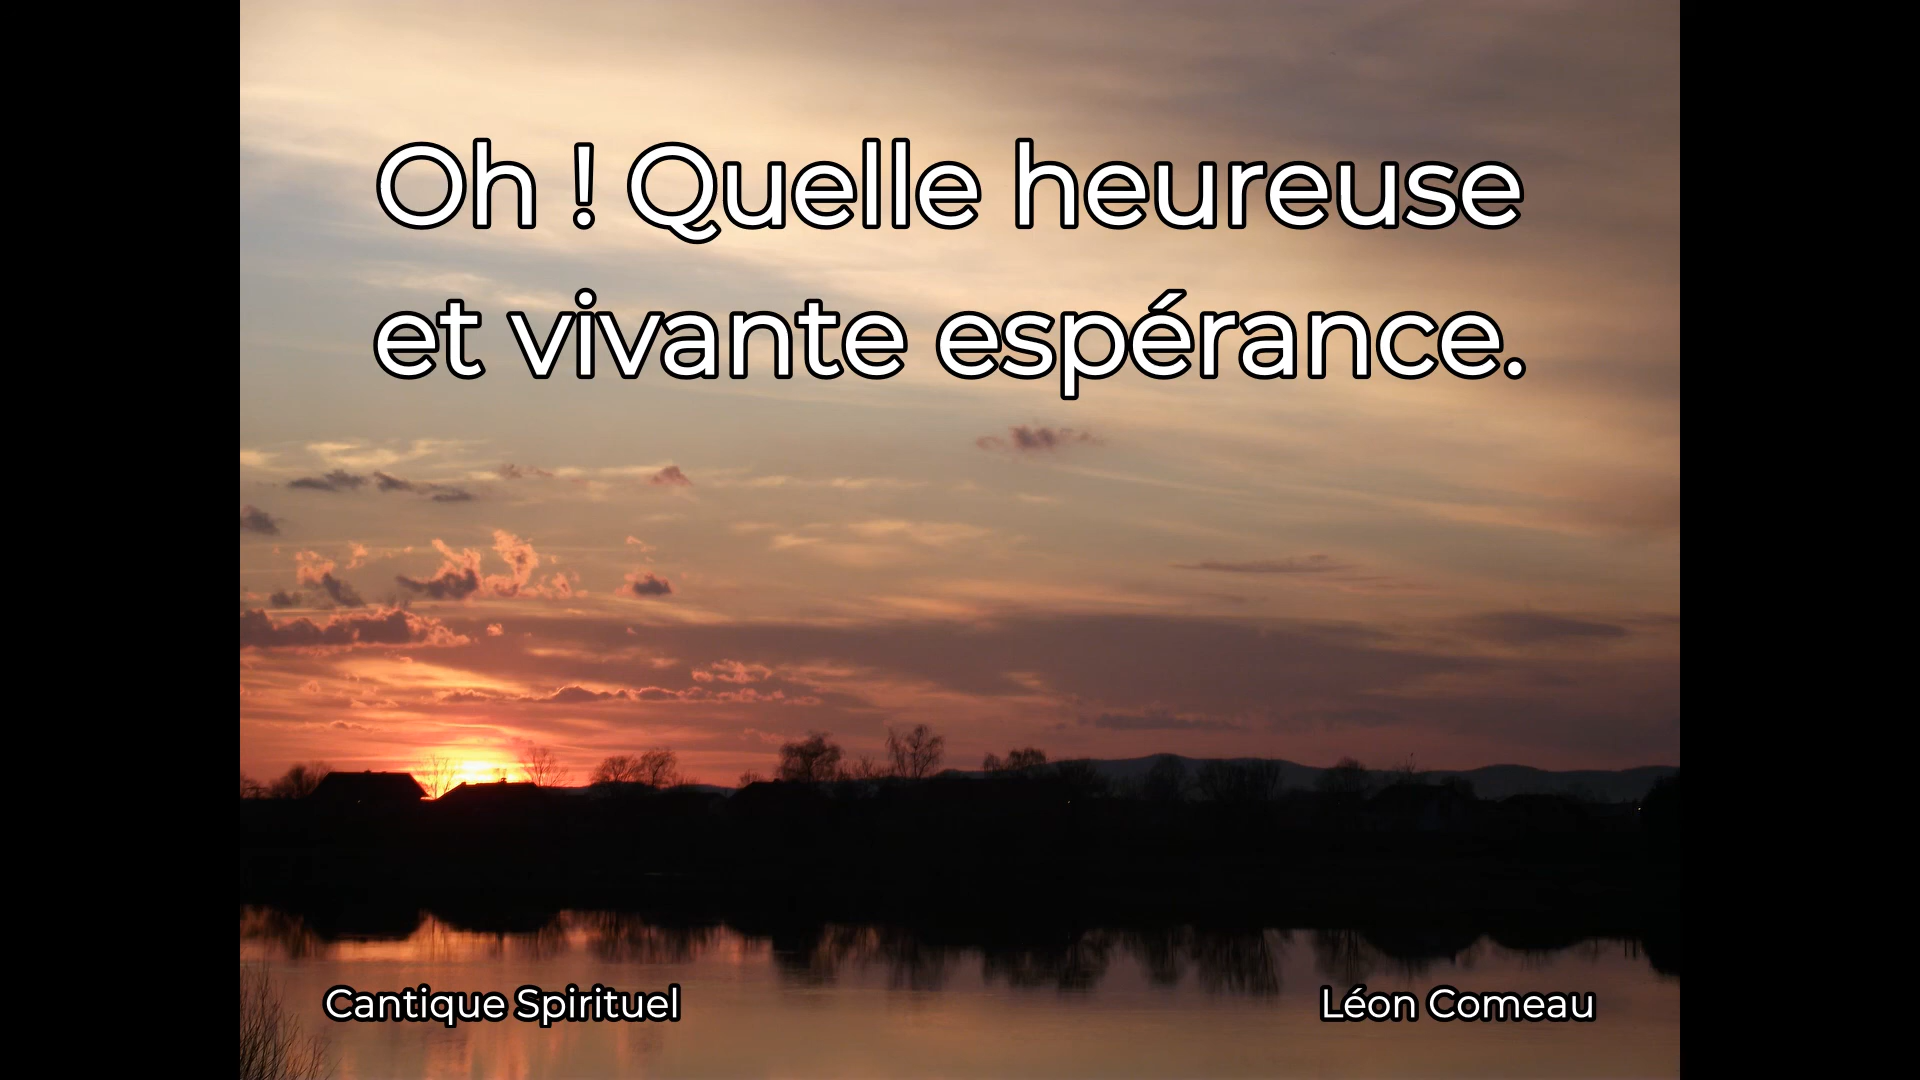 Oh ! Quelle heureuse
et vivante espérance.
Cantique Spirituel
Léon Comeau